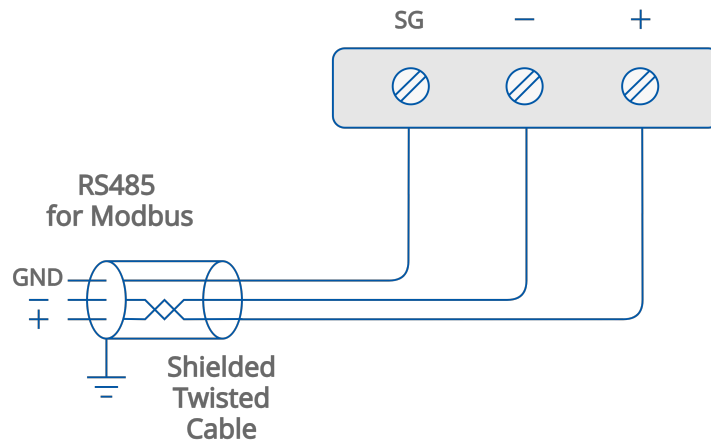 SG − +
RS485
for Modbus
GND
−
+
Shielded
Twisted
Cable